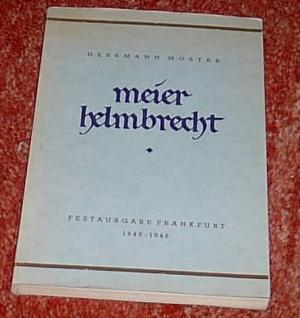 HERRMANN MOSTAR
meier
helmbrecht
FESTAUSGABE FRANKFURT
1848-1948